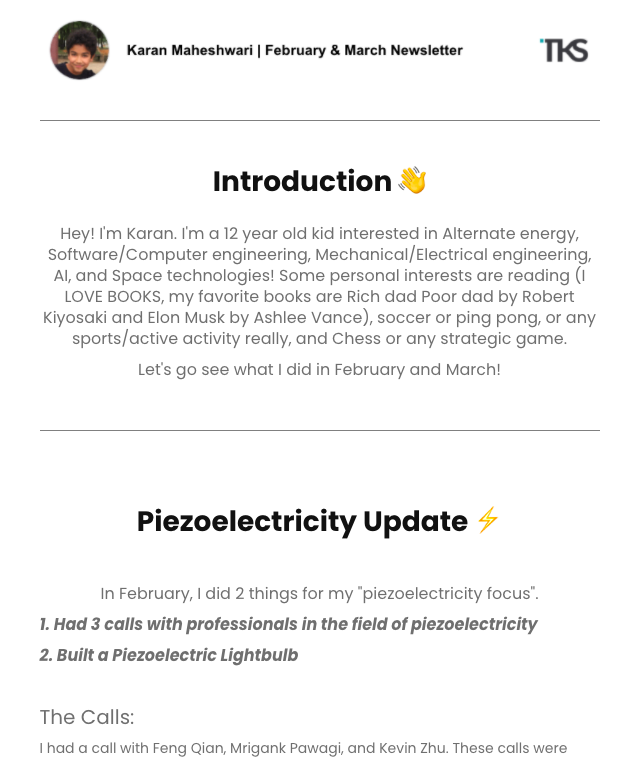 Karan Maheshwari | February & March Newsletter
TKS
Introduction 👋
Hey! I'm Karan. I'm a 12 year old kid interested in Alternate energy,
Software/Computer engineering, Mechanical/Electrical engineering,
AI, and Space technologies! Some personal interests are reading (I
LOVE BOOKS, my favorite books are Rich dad Poor dad by Robert
Kiyosaki and Elon Musk by Ashlee Vance), soccer or ping pong, or any
sports/active activity really, and Chess or any strategic game.
Let's go see what I did in February and March!
Piezoelectricity Update ⚡
In February, I did 2 things for my "piezoelectricity focus".
1. Had 3 calls with professionals in the field of piezoelectricity
2. Built a Piezoelectric Lightbulb
The Calls:
I had a call with Feng Qian, Mrigank Pawagi, and Kevin Zhu. These calls were